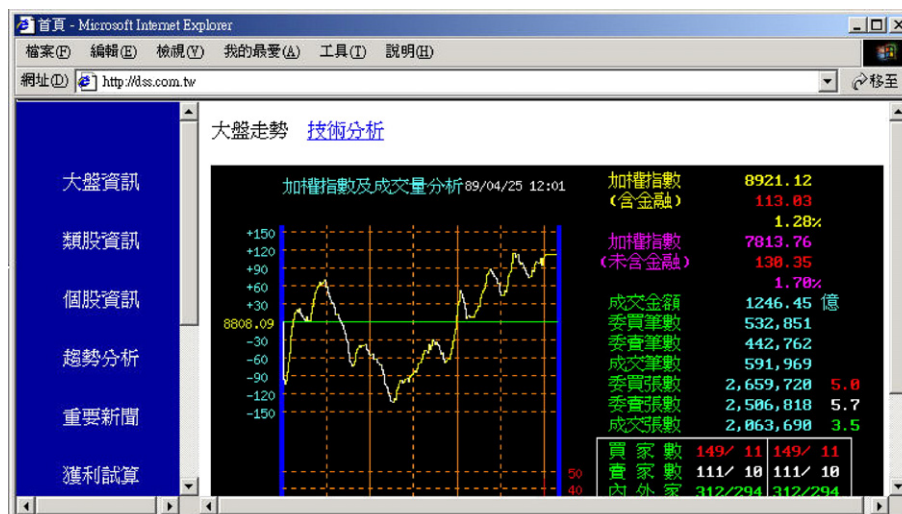 首頁 - Microsoft Internet Explorer
檔案(F) 編輯(E) 檢視(V) 我的最愛(A) 工具(T) 說明(H)
網址(D) http://dss.com.tw 移至
大盤資訊
類股資訊
個股資訊
趨勢分析
重要新聞
獲利試算
大盤走勢 技術分析
加權指數及成交量分析 89/04/25 12:01
+150
+120
+90
+60
+30
8808.09
-30
-60
-90
-120
-150
50
40
加權指數 8921.12
(含金融) 113.03
1.28%
加權指數 7813.76
(未含金融) 130.35
1.70%
成交金額 1246.45 億
委買筆數 532,851
委賣筆數 442,762
成交筆數 591,969
委買張數 2,659,720 5.0
委賣張數 2,506,818 5.7
成交張數 2,063,690 3.5
買家數 149/ 11 149/ 11
賣家數 111/ 10 111/ 10
內外家 312/294 312/294